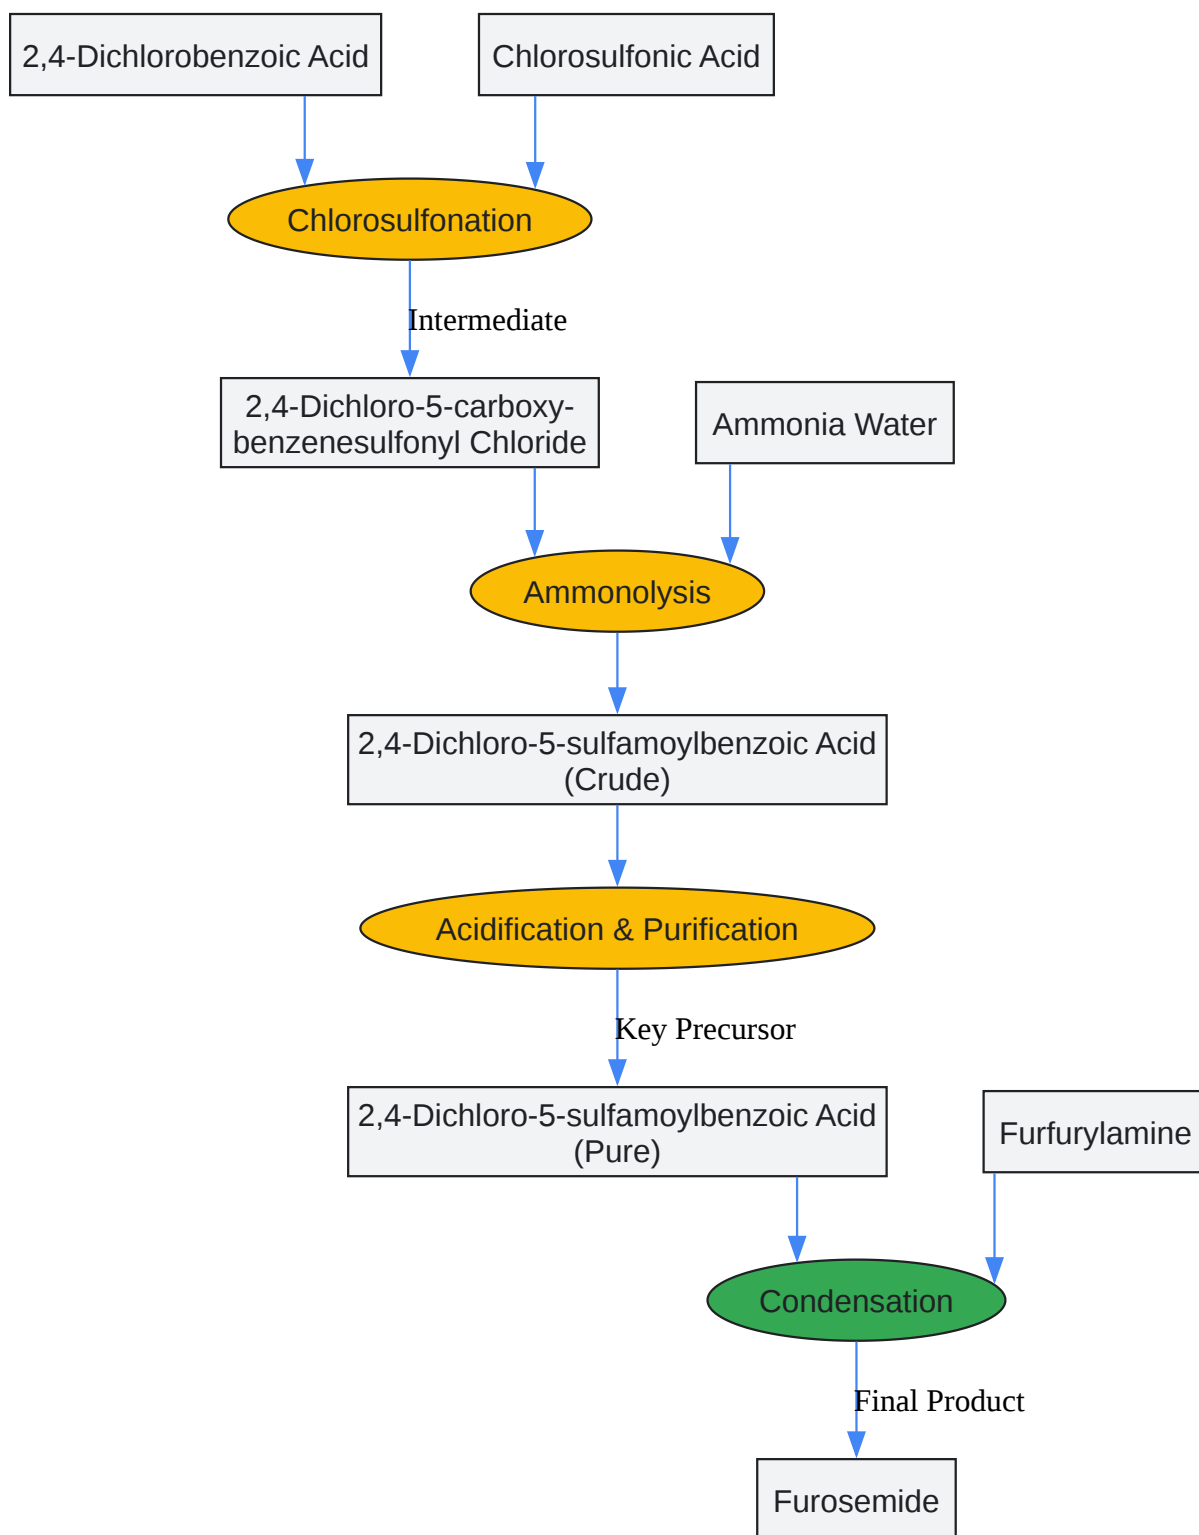 2,4-Dichlorobenzoic Acid
Chlorosulfonic Acid
Chlorosulfonation
Intermediate
2,4-Dichloro-5-carboxy-
benzenesulfonyl Chloride
Ammonia Water
Ammonolysis
2,4-Dichloro-5-sulfamoylbenzoic Acid
(Crude)
Acidification & Purification
Key Precursor
2,4-Dichloro-5-sulfamoylbenzoic Acid
(Pure)
Furfurylamine
Condensation
Final Product
Furosemide